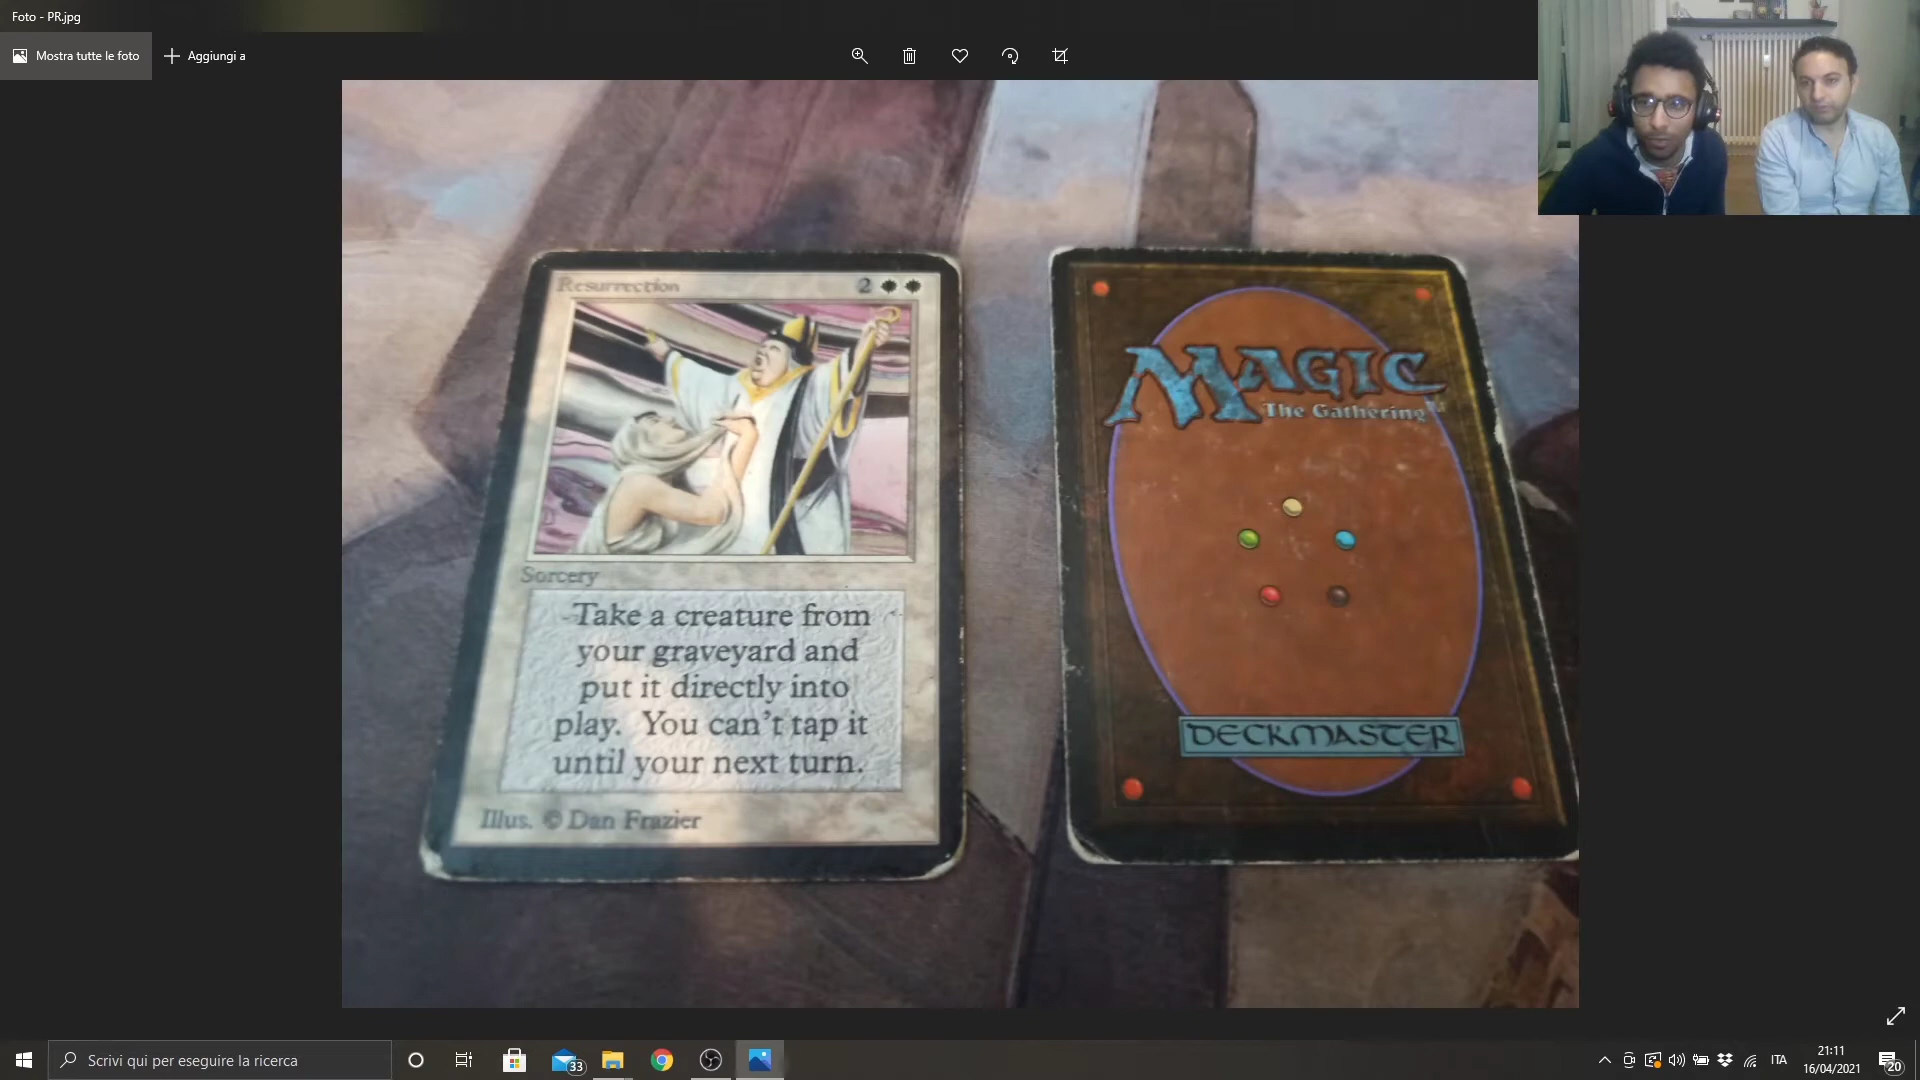 Foto - PR.jpg
Mostra tutte le foto
Aggiungi a
Resurrection 2
Sorcery
Take a creature from
your graveyard and
put it directly into
play. You can't tap it
until your next turn.
Illus. © Dan Frazier
MAGIC
The Gathering™
DECKMASTER
Scrivi qui per eseguire la ricerca
33
ITA
21:11
16/04/2021
20